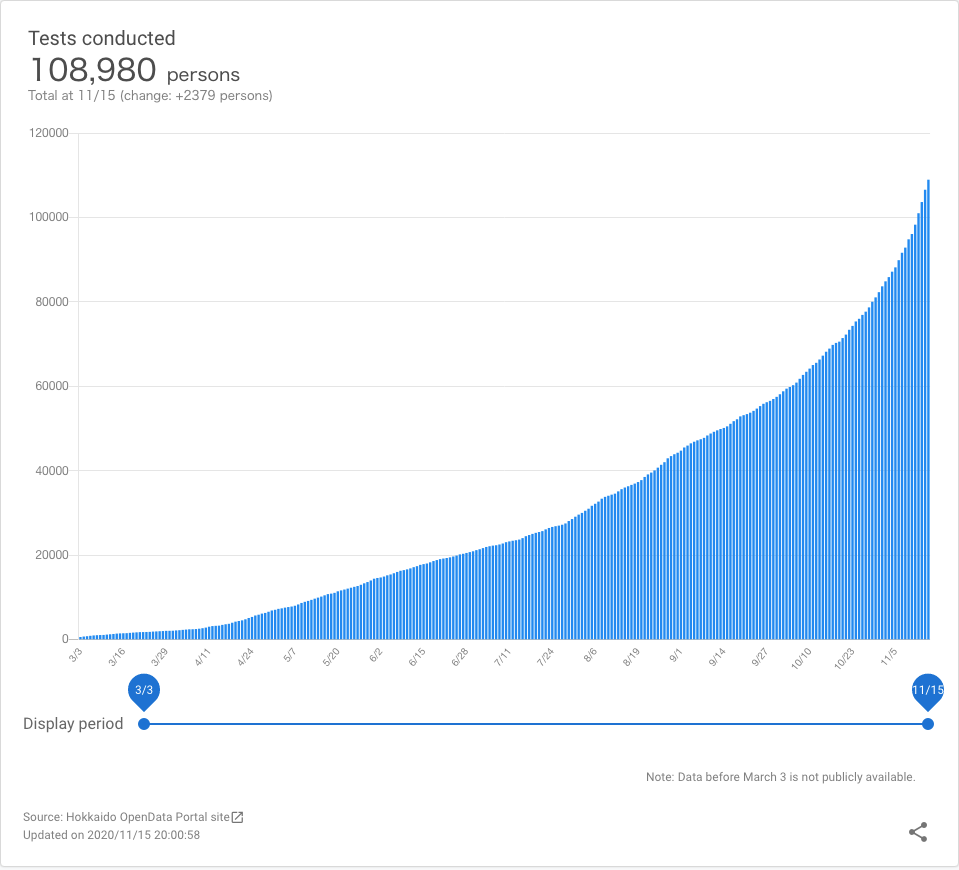 Tests conducted
108,980 persons
Total at 11/15 (change: +2379 persons)
120000
100000
80000
60000
40000
20000
0
3/3 3/16 3/29 4/11 4/24 5/7 5/20 6/2 6/15 6/28 7/11 7/24 8/6 8/19 9/1 9/14 9/27 10/10 10/23 11/5
3/3 11/15
Display period
Note: Data before March 3 is not publicly available.
Source: Hokkaido OpenData Portal site
Updated on 2020/11/15 20:00:58